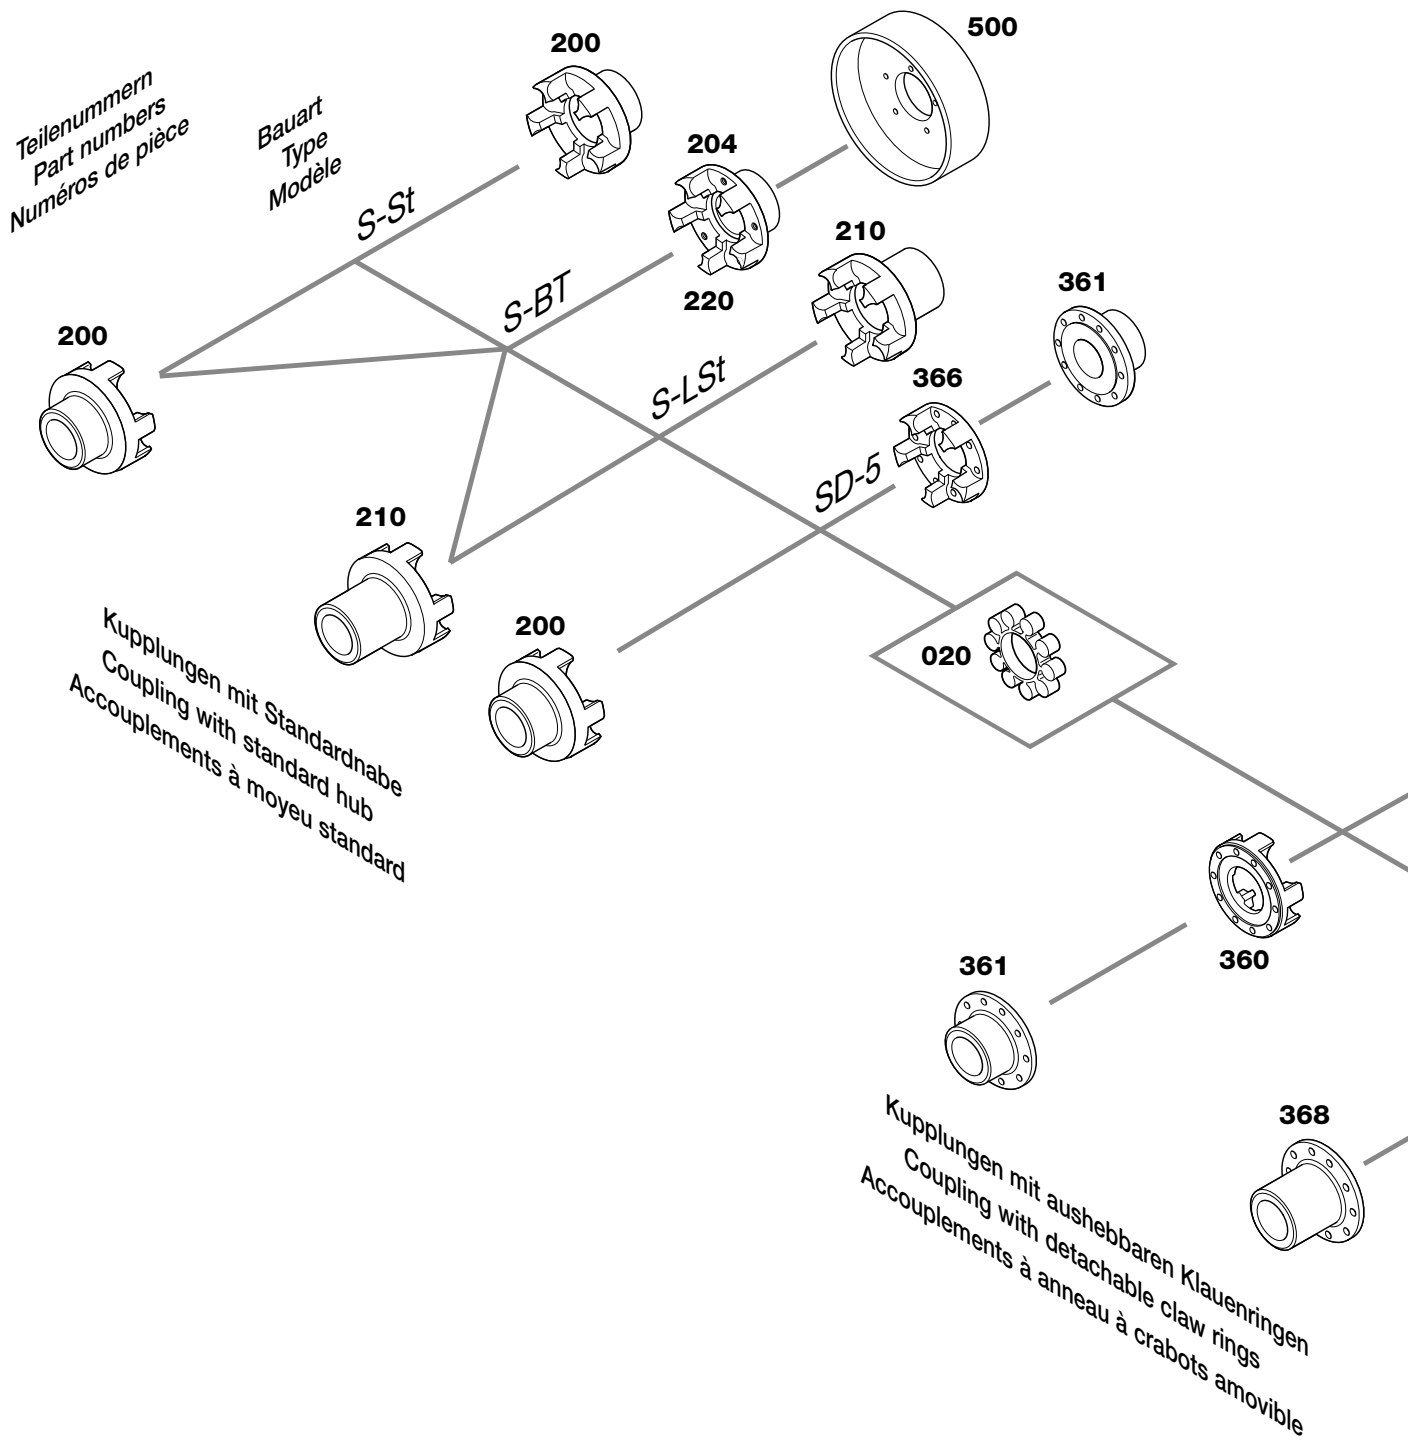 Teilenummern
Part numbers
Numéros de pièce
Bauart
Type
Modèle
200
500
S-St
204
S-BT
220
210
200
S-LSt
361
366
SD-5
210
200
020
Kupplungen mit Standardnabe
Coupling with standard hub
Accouplements à moyeu standard
360
361
368
Kupplungen mit aushebbaren Klauenringen
Coupling with detachable claw rings
Accouplements à anneau à crabots amovible